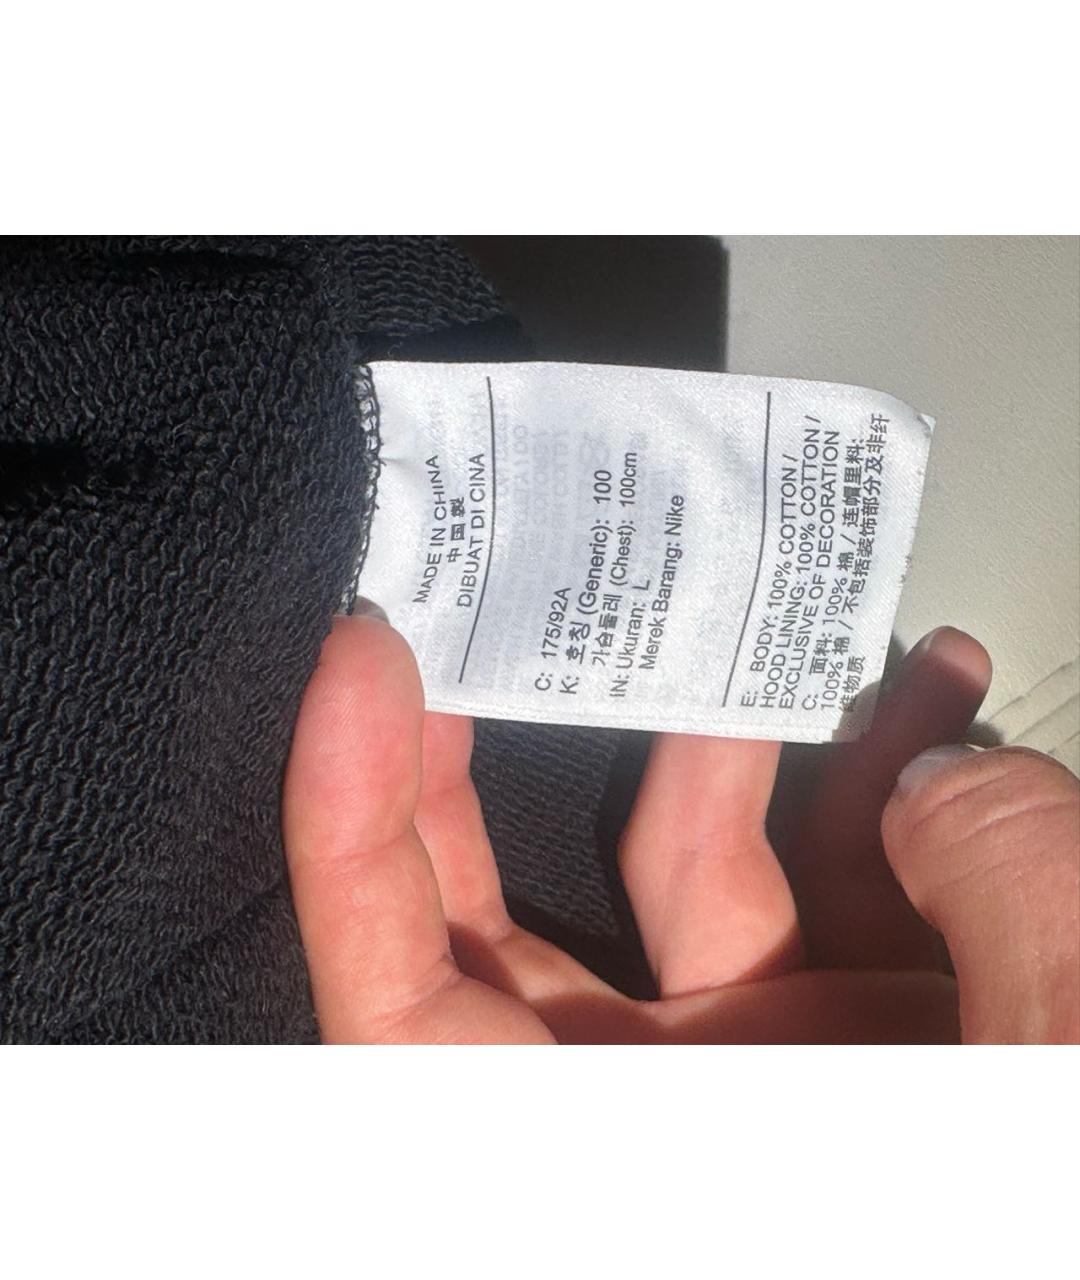 MADE IN CHINA
中国製
DIBUAT DI CINA
C: 175/92A
K: 호칭 (Generic): 100
가슴둘레 (Chest): 100cm
IN: Ukuran: L
Merek Barang: Nike
E: BODY: 100% COTTON /
HOOD LINING: 100% COTTON /
EXCLUSIVE OF DECORATION
C: 面料: 100% 棉 / 连帽里料:
100% 棉 / 不包括装饰部分及非纤
维物质